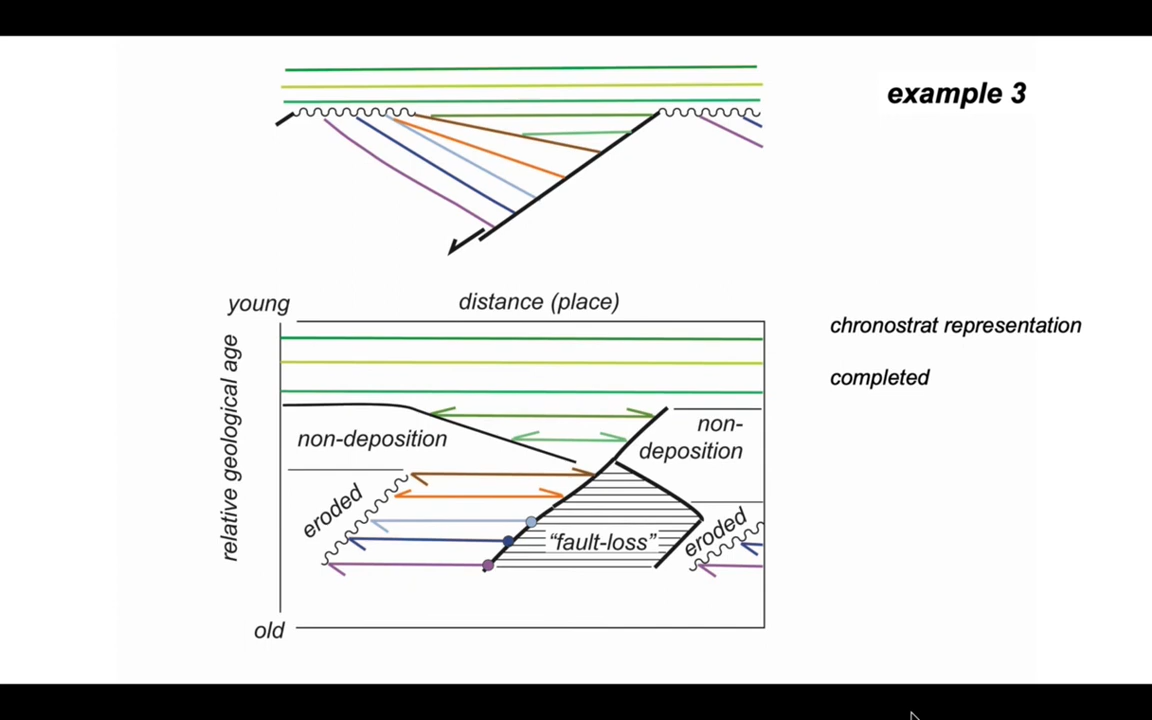 example 3
young
distance (place)
chronostrat representation
completed
relative geological age
non-deposition
non-
deposition
eroded
"fault-loss"
eroded
old